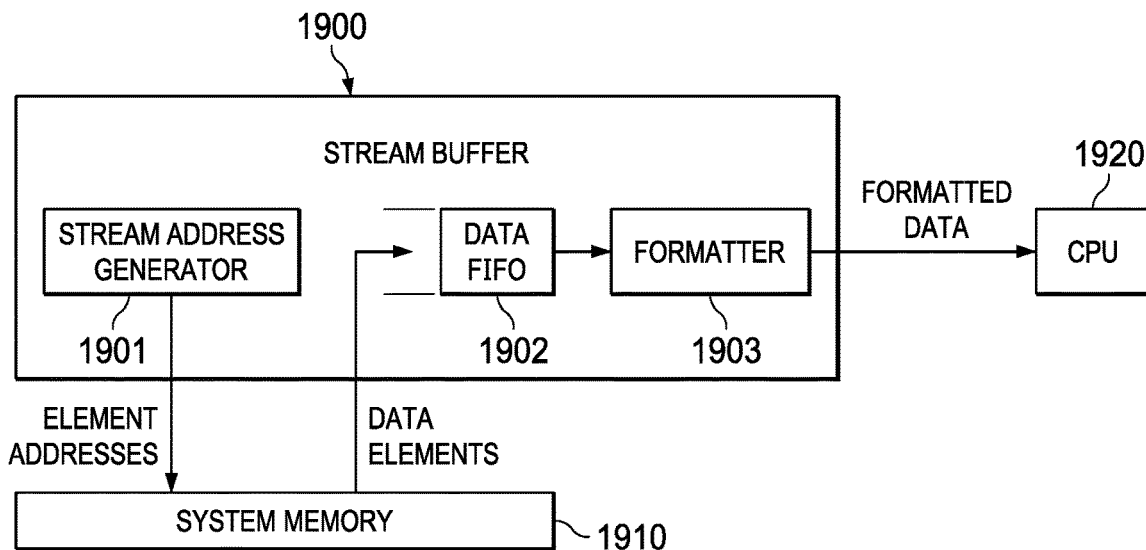 1900
STREAM BUFFER
1920
FORMATTED
DATA
STREAM ADDRESS
GENERATOR
DATA
FIFO
FORMATTER
CPU
1901
1902
1903
ELEMENT
ADDRESSES
DATA
ELEMENTS
SYSTEM MEMORY
1910